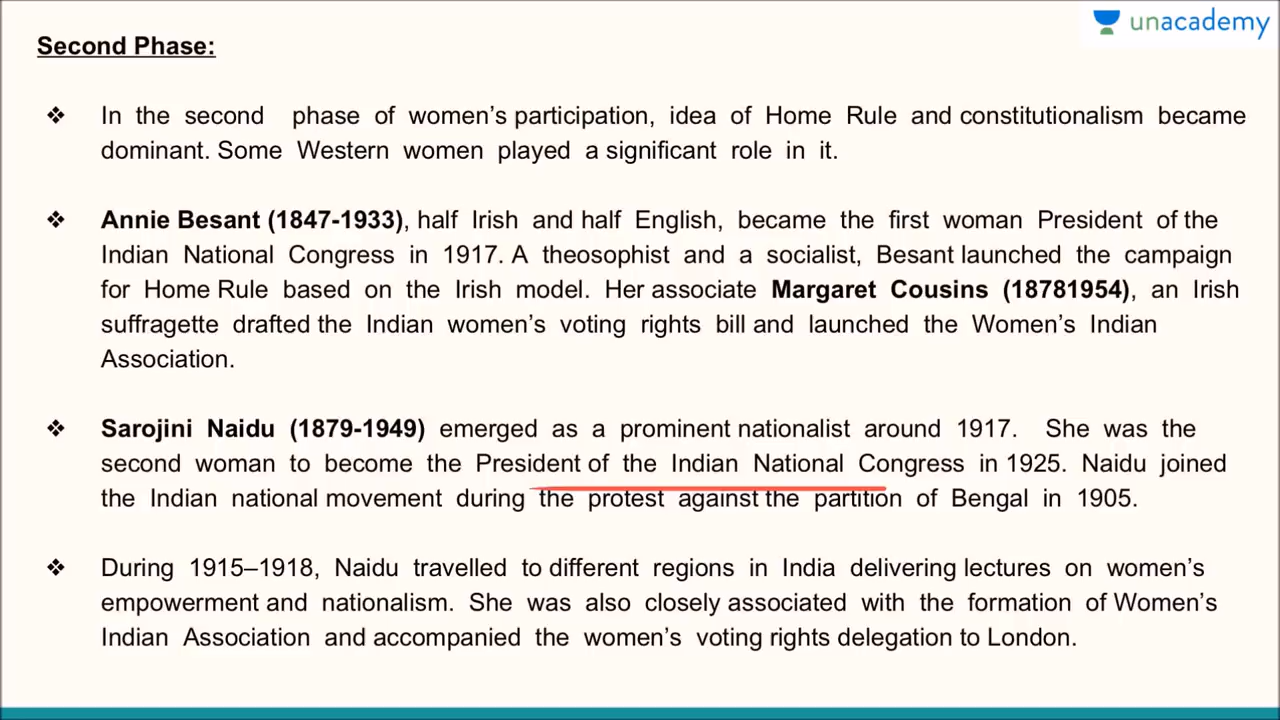 unacademy
Second Phase:
❖ In the second phase of women’s participation, idea of Home Rule and constitutionalism became
dominant. Some Western women played a significant role in it.
❖ Annie Besant (1847-1933), half Irish and half English, became the first woman President of the
Indian National Congress in 1917. A theosophist and a socialist, Besant launched the campaign
for Home Rule based on the Irish model. Her associate Margaret Cousins (18781954), an Irish
suffragette drafted the Indian women’s voting rights bill and launched the Women’s Indian
Association.
❖ Sarojini Naidu (1879-1949) emerged as a prominent nationalist around 1917. She was the
second woman to become the President of the Indian National Congress in 1925. Naidu joined
the Indian national movement during the protest against the partition of Bengal in 1905.
❖ During 1915–1918, Naidu travelled to different regions in India delivering lectures on women’s
empowerment and nationalism. She was also closely associated with the formation of Women’s
Indian Association and accompanied the women’s voting rights delegation to London.